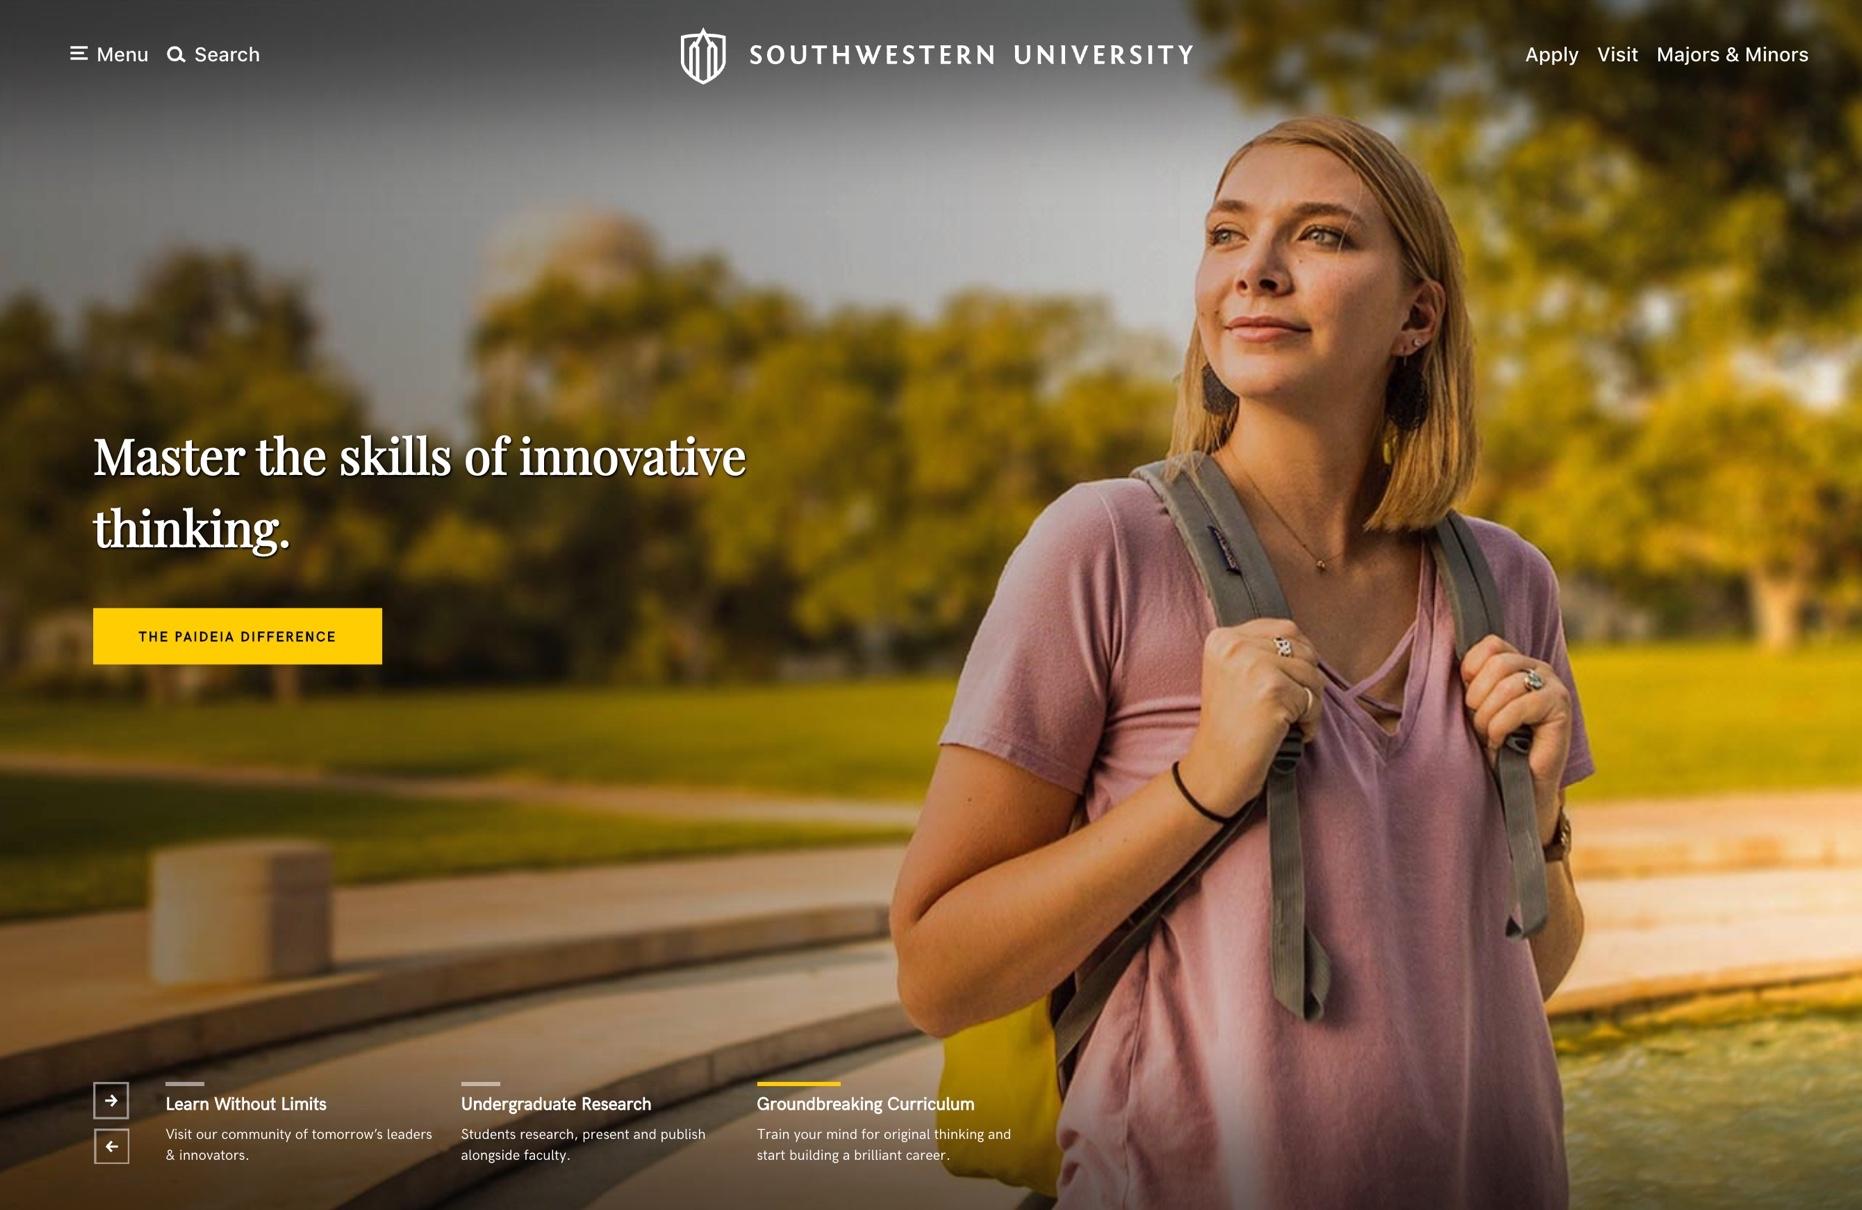 Menu
Search
SOUTHWESTERN UNIVERSITY
Apply
Visit
Majors & Minors
Master the skills of innovative
thinking.
THE PAIDEIA DIFFERENCE
Learn Without Limits
Visit our community of tomorrow’s leaders
& innovators.
Undergraduate Research
Students research, present and publish
alongside faculty.
Groundbreaking Curriculum
Train your mind for original thinking and
start building a brilliant career.